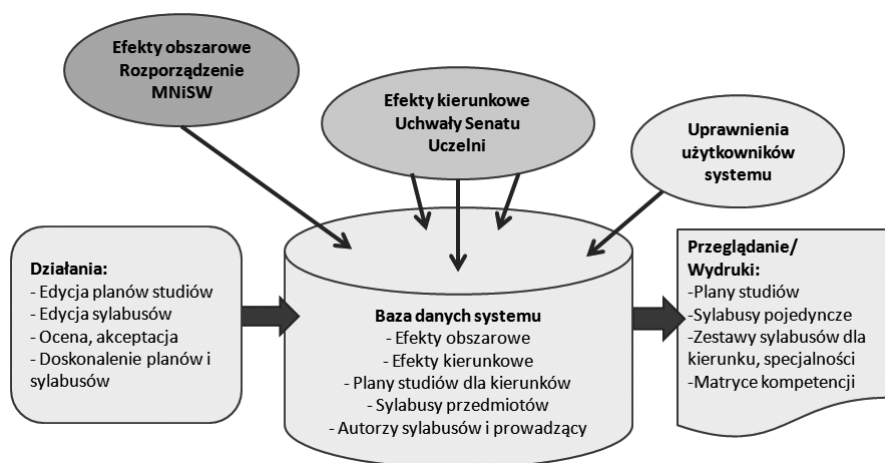 Efekty obszarowe
Rozporządzenie
MNiSW
Efekty kierunkowe
Uchwały Senatu
Uczelni
Uprawnienia
użytkowników
systemu
Działania:
- Edycja planów studiów
- Edycja sylabusów
- Ocena, akceptacja
- Doskonalenie planów i
sylabusów
Baza danych systemu
- Efekty obszarowe
- Efekty kierunkowe
- Plany studiów dla kierunków
- Sylabusy przedmiotów
- Autorzy sylabusów i prowadzący
Przeglądanie/
Wydruki:
-Plany studiów
-Sylabusy pojedyncze
-Zestawy sylabusów dla
kierunku, specjalności
-Matryce kompetencji